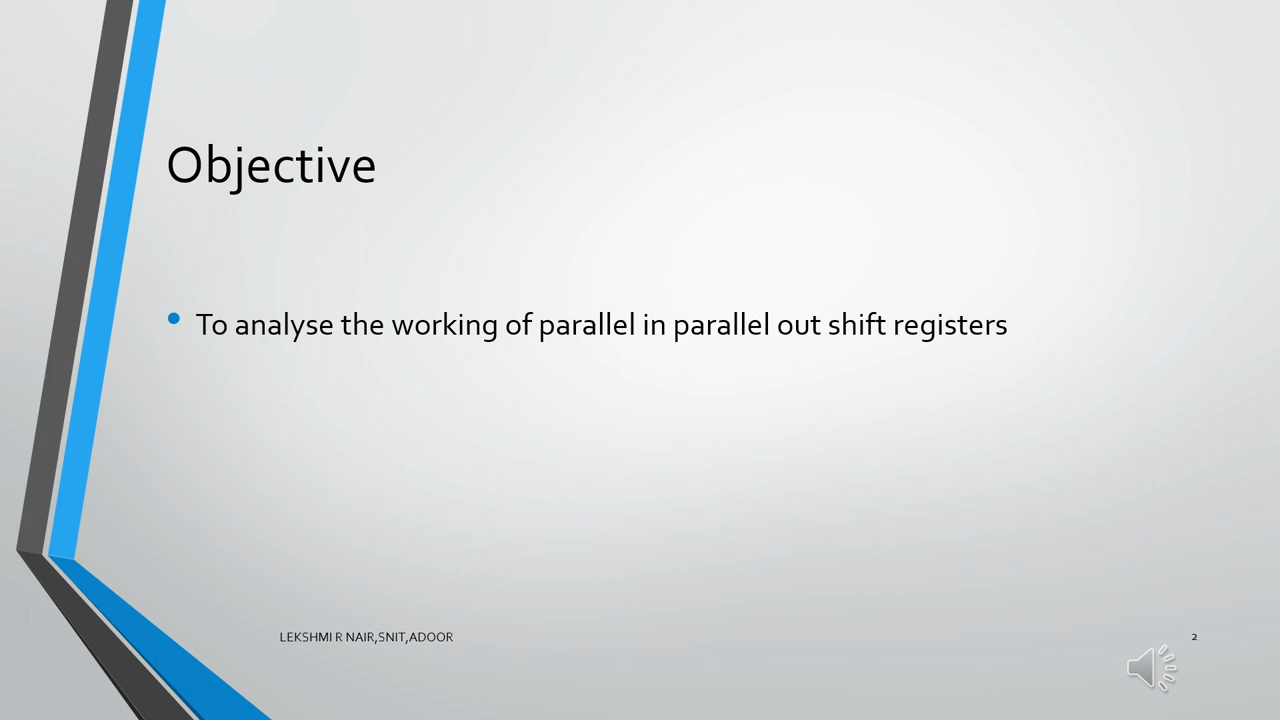 Objective
• To analyse the working of parallel in parallel out shift registers
LEKSHMI R NAIR,SNIT,ADOOR
2